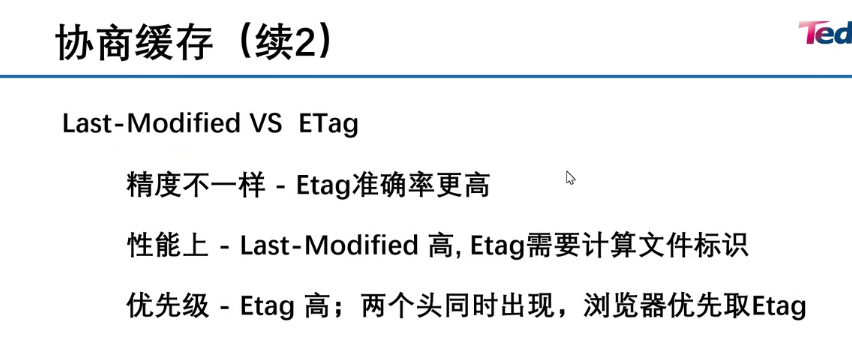 协商缓存（续2）
Ted
Last-Modified VS  ETag
精度不一样 - Etag准确率更高
性能上 - Last-Modified 高, Etag需要计算文件标识
优先级 - Etag 高；两个头同时出现，浏览器优先取Etag